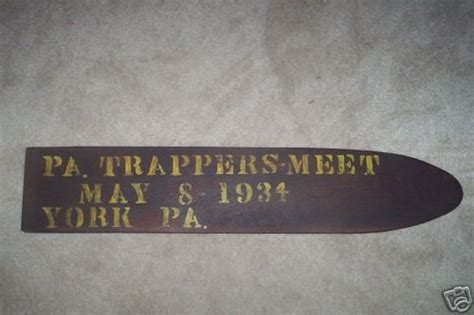 PA. TRAPPERS-MEET
MAY 8-1934
YORK PA.